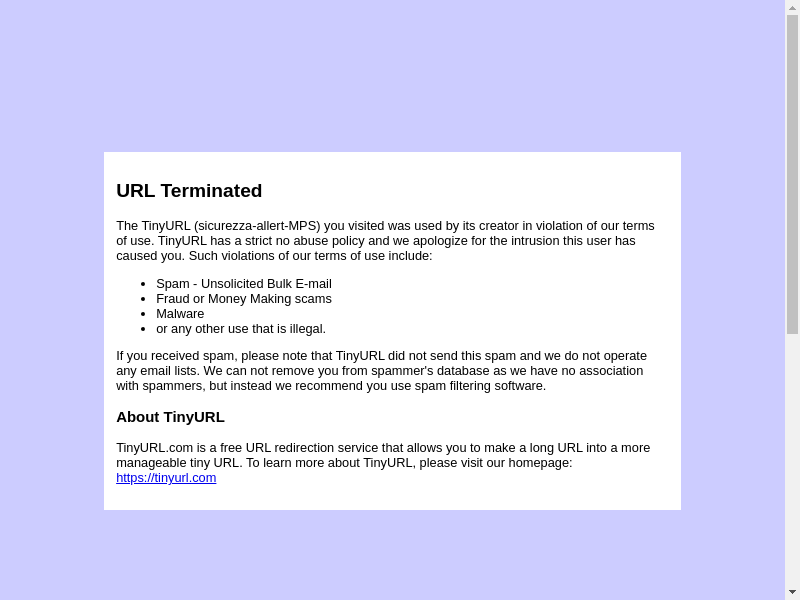 URL Terminated
The TinyURL (sicurezza-allert-MPS) you visited was used by its creator in violation of our terms
of use. TinyURL has a strict no abuse policy and we apologize for the intrusion this user has
caused you. Such violations of our terms of use include:
• Spam - Unsolicited Bulk E-mail
• Fraud or Money Making scams
• Malware
• or any other use that is illegal.
If you received spam, please note that TinyURL did not send this spam and we do not operate
any email lists. We can not remove you from spammer's database as we have no association
with spammers, but instead we recommend you use spam filtering software.
About TinyURL
TinyURL.com is a free URL redirection service that allows you to make a long URL into a more
manageable tiny URL. To learn more about TinyURL, please visit our homepage:
https://tinyurl.com